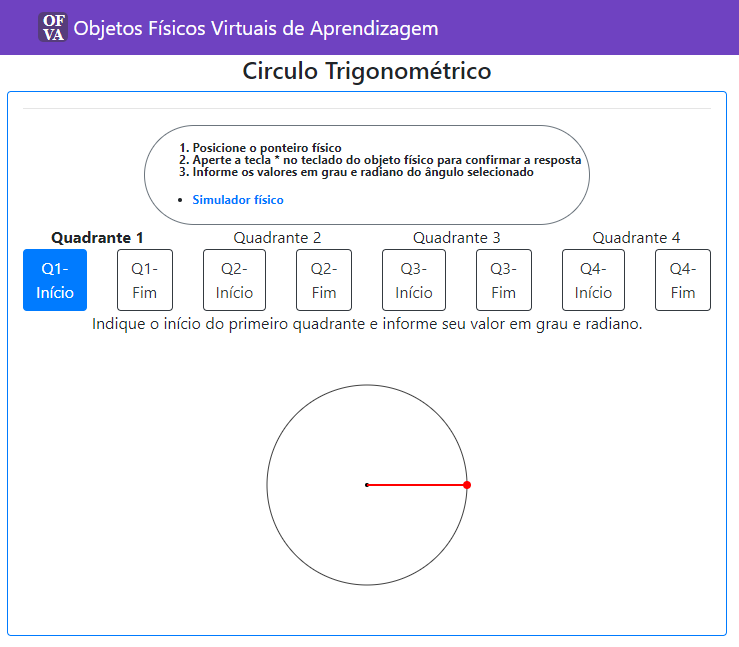 OF
VA
Objetos Físicos Virtuais de Aprendizagem
Circulo Trigonométrico
1. Posicione o ponteiro físico
2. Aperte a tecla * no teclado do objeto físico para confirmar a resposta
3. Informe os valores em grau e radiano do ângulo selecionado
• Simulador físico
Quadrante 1 Quadrante 2 Quadrante 3 Quadrante 4
Q1- Q1- Q2- Q2- Q3- Q3- Q4- Q4-
Início Fim Início Fim Início Fim Início Fim
Indique o início do primeiro quadrante e informe seu valor em grau e radiano.